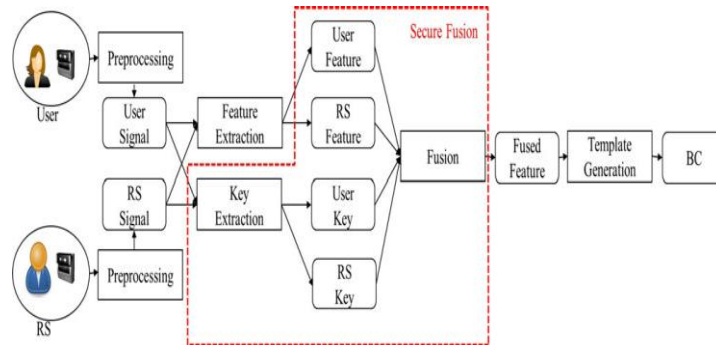 Secure Fusion
User
Preprocessing
User
Signal
RS
Signal
Preprocessing
RS
Feature
Extraction
Key
Extraction
User
Feature
RS
Feature
User
Key
RS
Key
Fusion
Fused
Feature
Template
Generation
BC